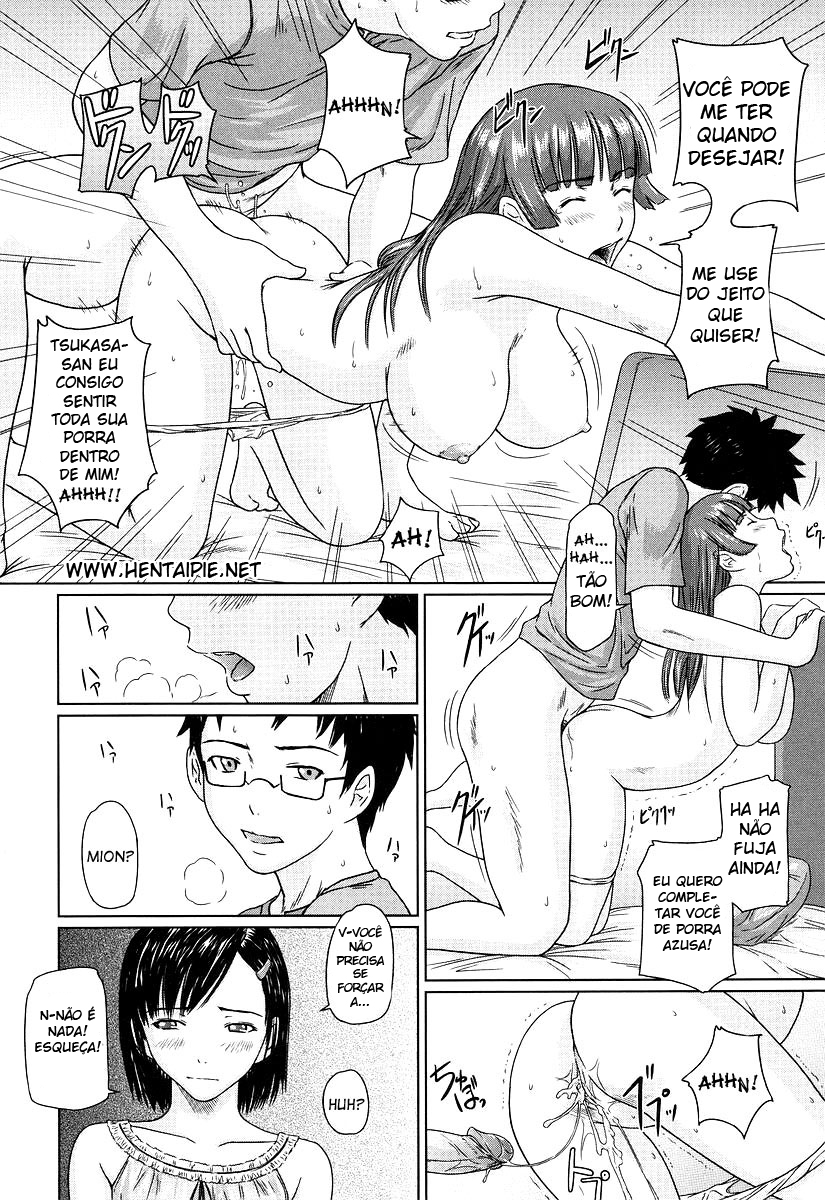 AHHHN!
VOCÊ PODE
ME TER
QUANDO
DESEJAR!
ME USE
DO JEITO
QUE
QUISER!
TSUKASA-
SAN EU
CONSIGO
SENTIR
TODA SUA
PORRA
DENTRO
DE MIM!
AHHH!!
AH!
WWW.HENTAIPIE.NET
AH...
HAH...
TÃO
BOM!
HA HA
NÃO
FUJA
AINDA!
EU QUERO
COMPLE-
TAR VOCÊ
DE PORRA
AZUSA!
MION?
V-VOCÊ
NÃO
PRECISA
SE
FORÇAR
A...
N-NÃO É
NADA!
ESQUEÇA!
HUH?
AHHN!